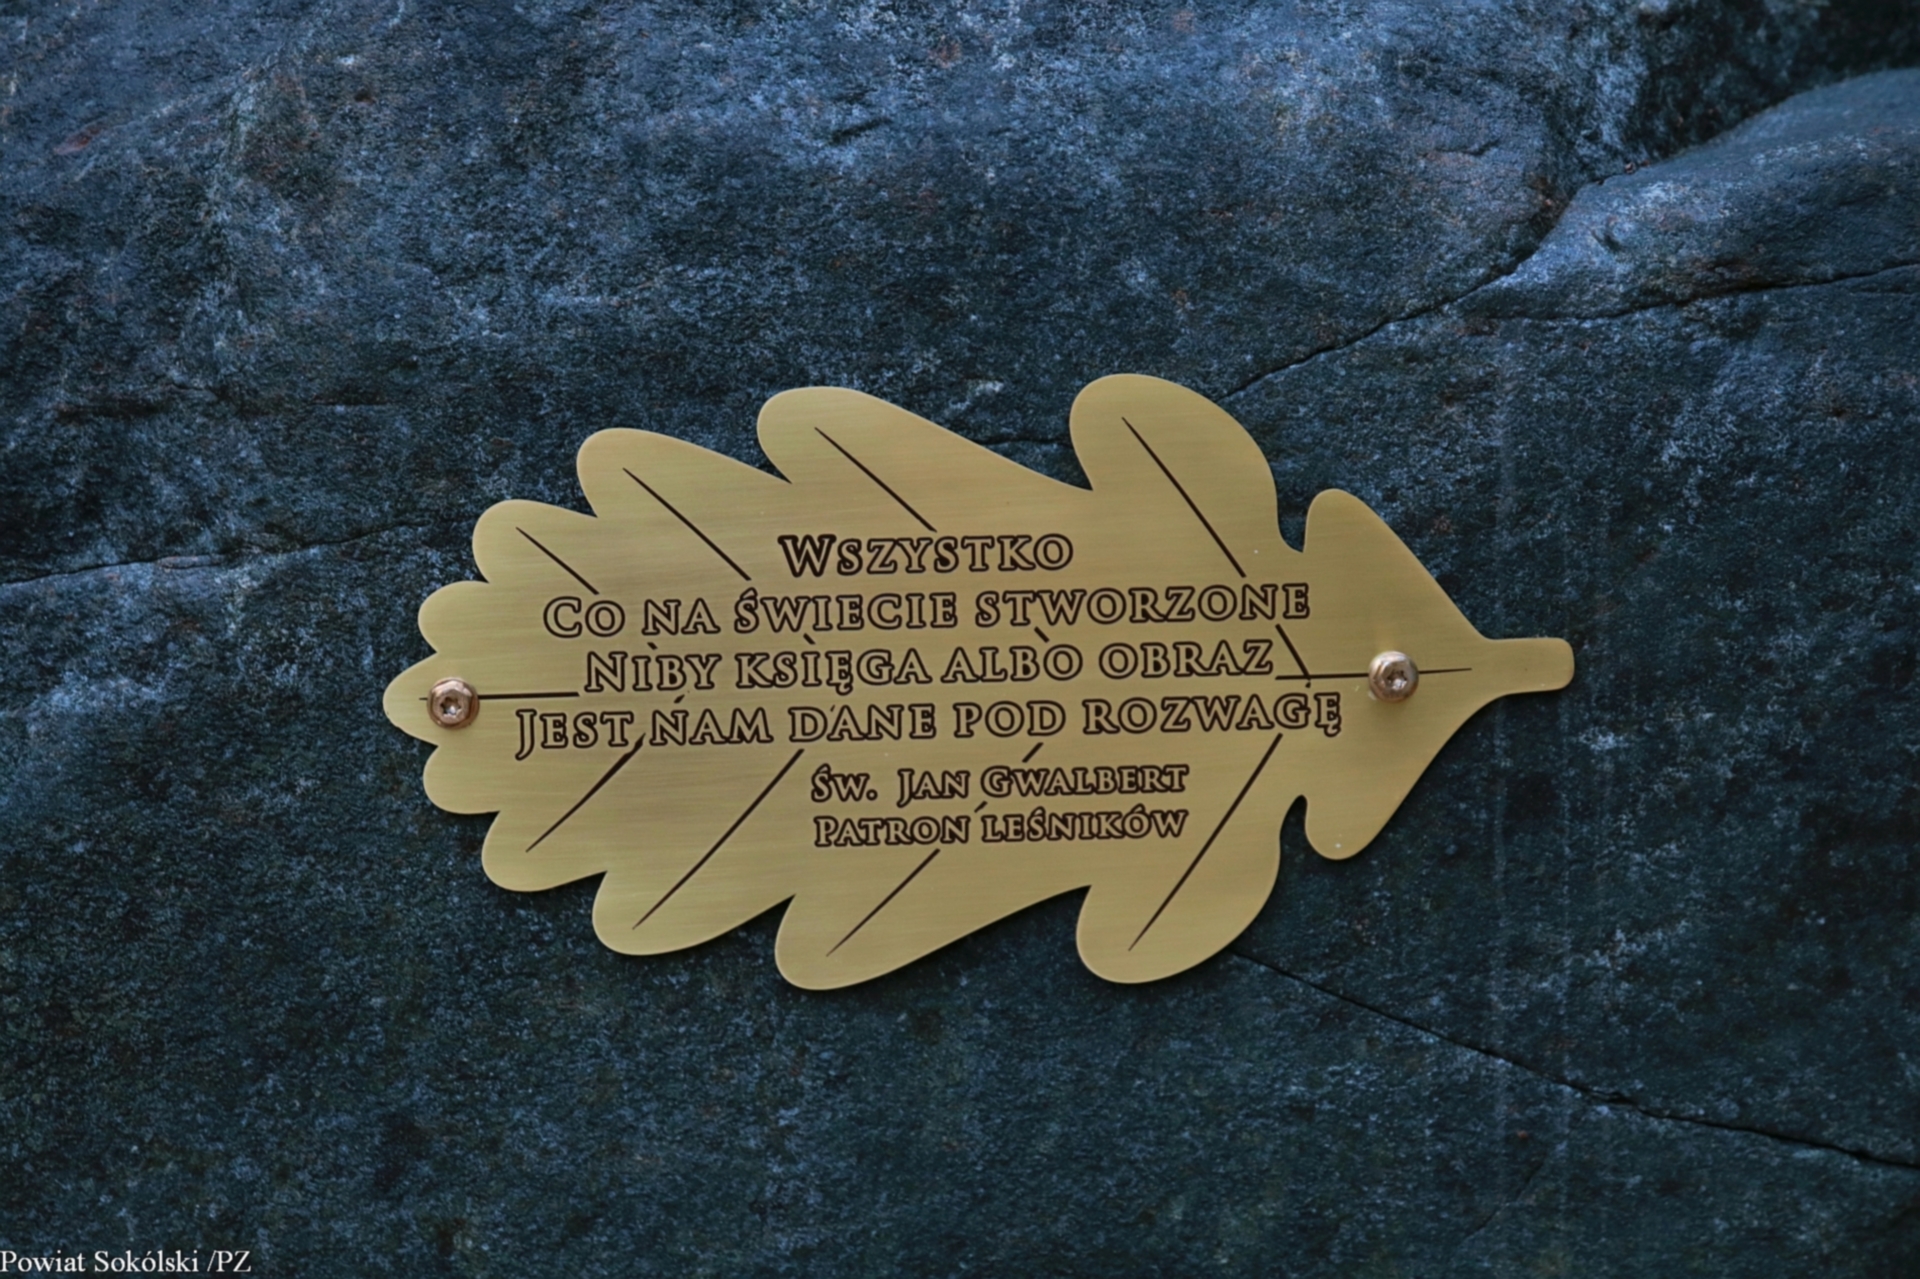 Wszystko
Co na świecie stworzone
Niby księga albo obraz
Jest nam dane pod rozwagę
Św. Jan Gwalbert
patron leśników
Powiat Sokólski /PZ